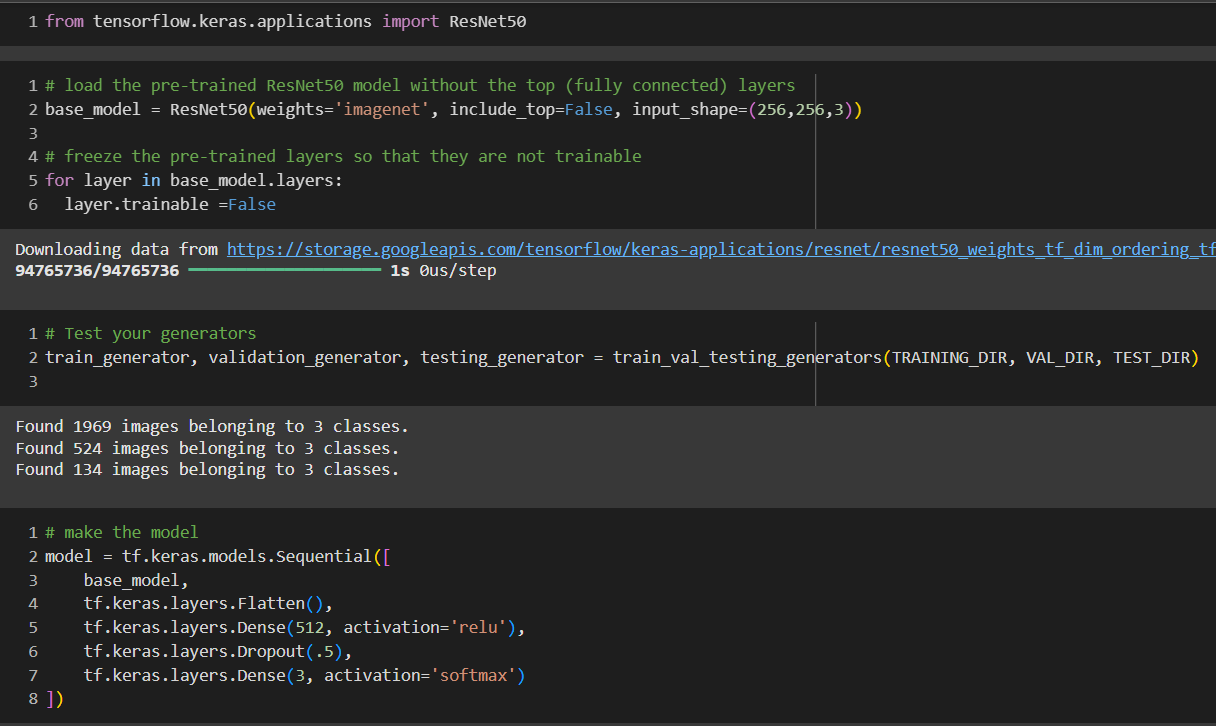 1 from tensorflow.keras.applications import ResNet50
1 # load the pre-trained ResNet50 model without the top (fully connected) layers
2 base_model = ResNet50(weights='imagenet', include_top=False, input_shape=(256,256,3))
3
4 # freeze the pre-trained layers so that they are not trainable
5 for layer in base_model.layers:
6   layer.trainable =False
Downloading data from https://storage.googleapis.com/tensorflow/keras-applications/resnet/resnet50_weights_tf_dim_ordering_tf
94765736/94765736 1s 0us/step
1 # Test your generators
2 train_generator, validation_generator, testing_generator = train_val_testing_generators(TRAINING_DIR, VAL_DIR, TEST_DIR)
3
Found 1969 images belonging to 3 classes.
Found 524 images belonging to 3 classes.
Found 134 images belonging to 3 classes.
1 # make the model
2 model = tf.keras.models.Sequential([
3     base_model,
4     tf.keras.layers.Flatten(),
5     tf.keras.layers.Dense(512, activation='relu'),
6     tf.keras.layers.Dropout(.5),
7     tf.keras.layers.Dense(3, activation='softmax')
8 ])